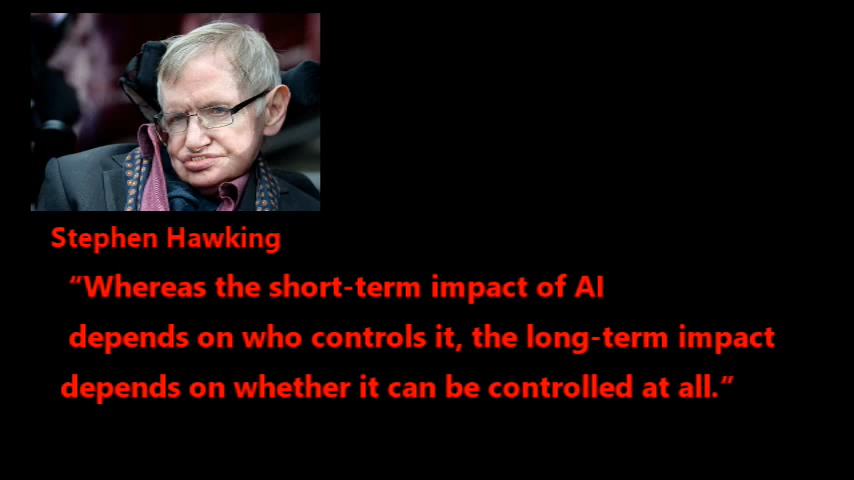 Stephen Hawking
“Whereas the short-term impact of AI
depends on who controls it, the long-term impact
depends on whether it can be controlled at all.”